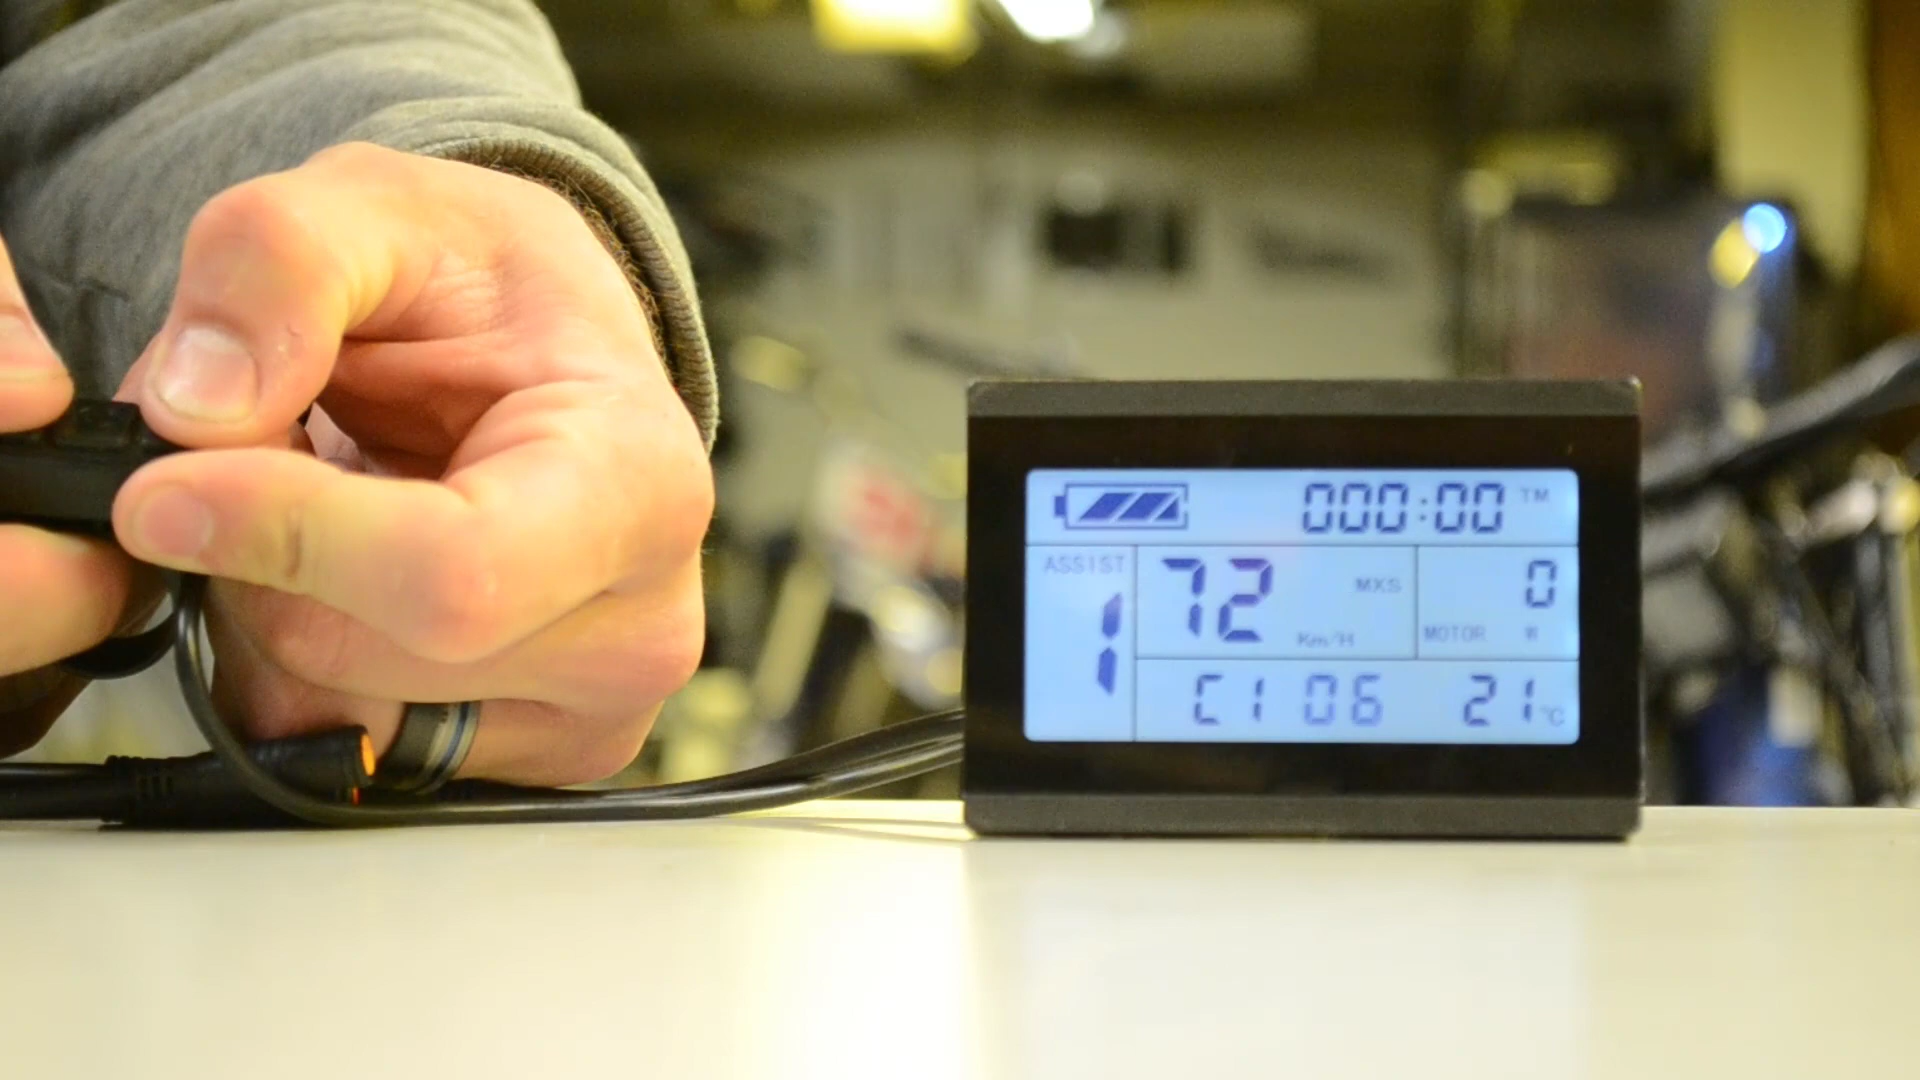 000:00 TM
ASSIST 1
72 Km/H MXS
0 MOTOR W
C1 06 21 °C